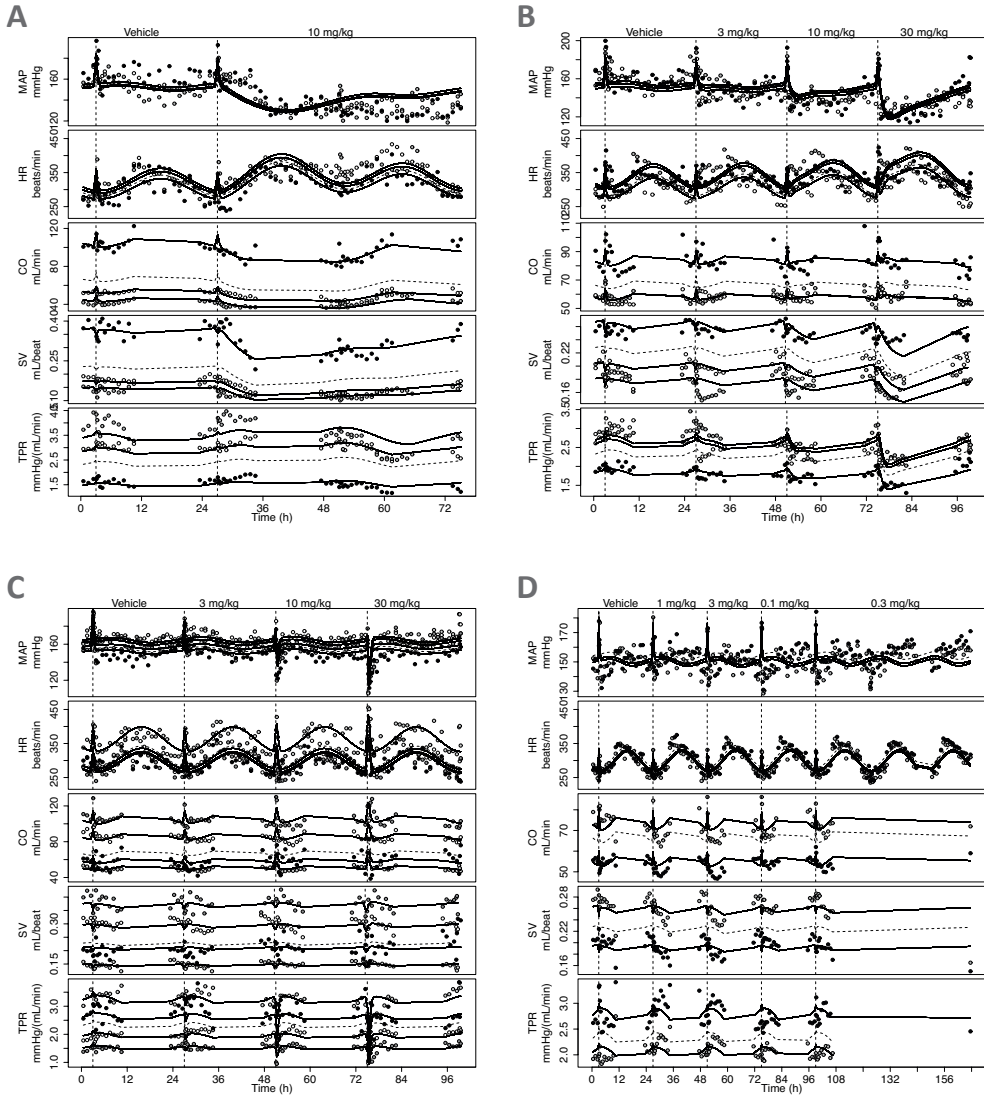 A
Vehicle 10 mg/kg
MAP
mmHg
120 160
HR
beats/min
250 350 450
CO
mL/min
40 80 120
SV
mL/beat
0.10 0.25 0.40
TPR
mmHg/(mL/min)
1.5 2.5 3.5 4.5
0 12 24 36 48 60 72
Time (h)
B
Vehicle 3 mg/kg 10 mg/kg 30 mg/kg
MAP
mmHg
120 160 200
HR
beats/min
250 350 450
CO
mL/min
50 70 90 110
SV
mL/beat
0.16 0.22
TPR
mmHg/(mL/min)
1.5 2.5 3.5
0 12 24 36 48 60 72 84 96
Time (h)
C
Vehicle 3 mg/kg 10 mg/kg 30 mg/kg
MAP
mmHg
120 160
HR
beats/min
250 350 450
CO
mL/min
40 80 120
SV
mL/beat
0.15 0.30
TPR
mmHg/(mL/min)
1.0 2.0 3.0
0 12 24 36 48 60 72 84 96
Time (h)
D
Vehicle 1 mg/kg 3 mg/kg 0.1 mg/kg 0.3 mg/kg
MAP
mmHg
130 150 170
HR
beats/min
250 350 450
CO
mL/min
50 70
SV
mL/beat
0.16 0.22 0.28
TPR
mmHg/(mL/min)
2.0 2.5 3.0
0 12 24 36 48 60 72 84 96 108 132 156
Time (h)